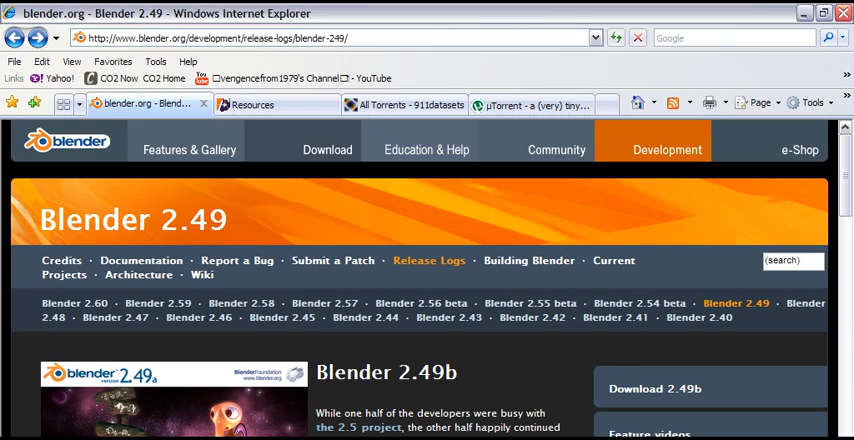 blender.org - Blender 2.49 - Windows Internet Explorer
http://www.blender.org/development/release-logs/blender-249/
Google
File Edit View Favorites Tools Help
Links Yahoo! CO2 Now CO2 Home □vengencefrom1979's Channel□ - YouTube
blender.org - Blend... Resources All Torrents - 911datasets µTorrent - a (very) tiny... Page Tools
blender Features & Gallery Download Education & Help Community Development e-Shop
Blender 2.49
Credits · Documentation · Report a Bug · Submit a Patch · Release Logs · Building Blender · Current
Projects · Architecture · Wiki
(search)
Blender 2.60 · Blender 2.59 · Blender 2.58 · Blender 2.57 · Blender 2.56 beta · Blender 2.55 beta · Blender 2.54 beta · Blender 2.49 · Blender
2.48 · Blender 2.47 · Blender 2.46 · Blender 2.45 · Blender 2.44 · Blender 2.43 · Blender 2.42 · Blender 2.41 · Blender 2.40
blender version 2.49a
BlenderFoundation
www.blender.org
Blender 2.49b
While one half of the developers were busy with
the 2.5 project, the other half happily continued
Download 2.49b
Feature videos